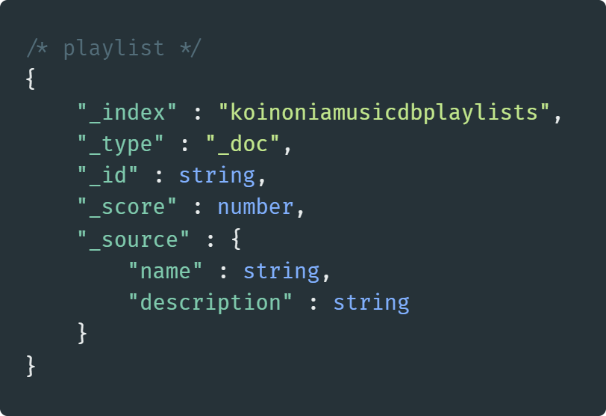 /* playlist */
{
    "_index" : "koinoniamusicdbplaylists",
    "_type" : "_doc",
    "_id" : string,
    "_score" : number,
    "_source" : {
        "name" : string,
        "description" : string
    }
}